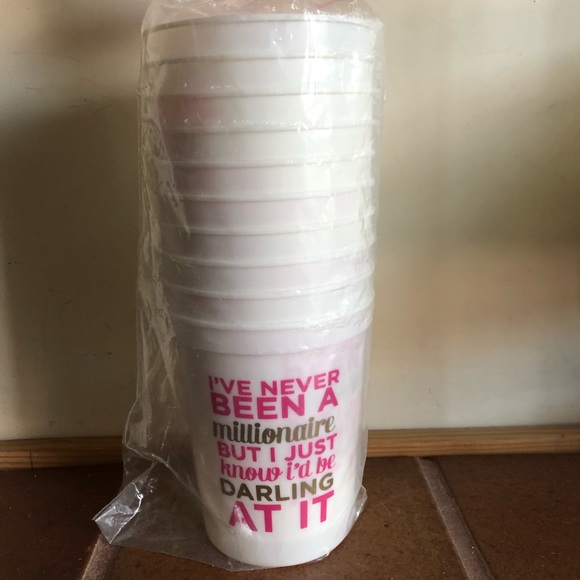 I'VE NEVER
BEEN A
millionaire
BUT I JUST
know i'd be
DARLING
AT IT